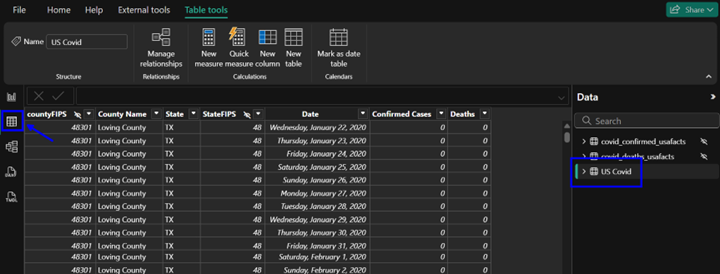 File Home Help External tools Table tools Share
Name US Covid
Manage relationships
New measure
Quick measure
New column
New table
Mark as date table
Structure Relationships Calculations Calendars
Data
Search
covid_confirmed_usafacts
covid_deaths_usafacts
US Covid
countyFIPS County Name State StateFIPS Date Confirmed Cases Deaths
48301 Loving County TX 48 Wednesday, January 22, 2020 0 0
48301 Loving County TX 48 Thursday, January 23, 2020 0 0
48301 Loving County TX 48 Friday, January 24, 2020 0 0
48301 Loving County TX 48 Saturday, January 25, 2020 0 0
48301 Loving County TX 48 Sunday, January 26, 2020 0 0
48301 Loving County TX 48 Monday, January 27, 2020 0 0
48301 Loving County TX 48 Tuesday, January 28, 2020 0 0
48301 Loving County TX 48 Wednesday, January 29, 2020 0 0
48301 Loving County TX 48 Thursday, January 30, 2020 0 0
48301 Loving County TX 48 Friday, January 31, 2020 0 0
48301 Loving County TX 48 Saturday, February 1, 2020 0 0
48301 Loving County TX 48 Sunday, February 2, 2020 0 0